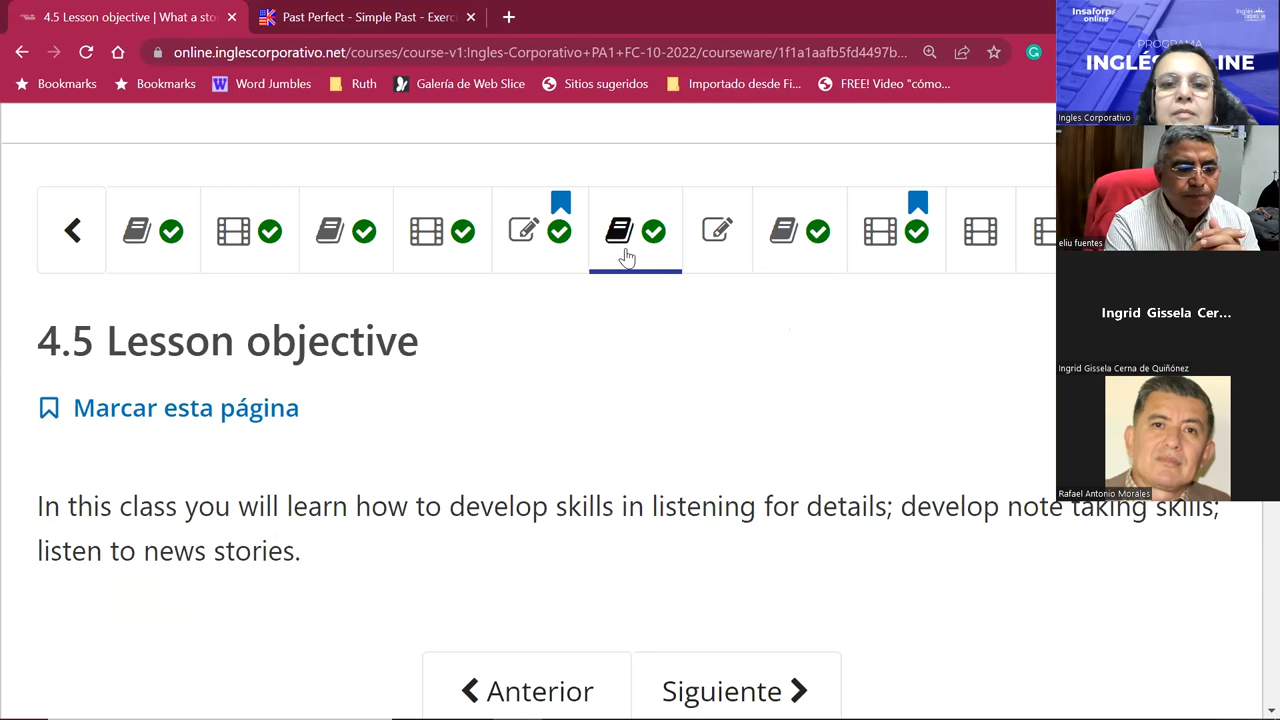 4.5 Lesson objective | What a sto
Past Perfect - Simple Past - Exerci
online.inglescorporativo.net/courses/course-v1:Ingles-Corporativo+PA1+FC-10-2022/courseware/1f1a1aafb5fd4497b...
Bookmarks
Bookmarks
Word Jumbles
Ruth
Galería de Web Slice
Sitios sugeridos
Importado desde Fi...
FREE! Video "cómo...
4.5 Lesson objective
Marcar esta página
In this class you will learn how to develop skills in listening for details; develop note taking skills;
listen to news stories.
Anterior
Siguiente
Insaforp
online
PROGRAMA
INGLÉS ONLINE
Ingles Corporativo
eliu fuentes
Ingrid Gissela Cer...
Ingrid Gissela Cerna de Quiñónez
Rafael Antonio Morales